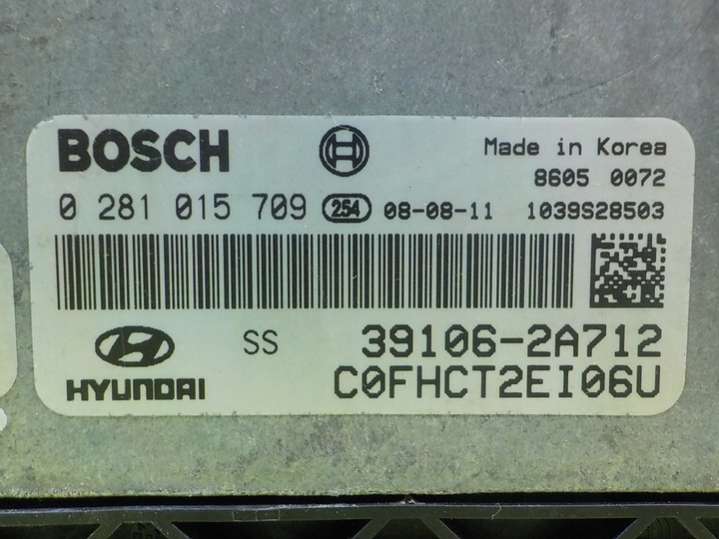 BOSCH
Made in Korea
8605 0072
0 281 015 709 254 08-08-11 1039S28503
HYUNDAI
SS
39106-2A712
C0FHCT2EI06U